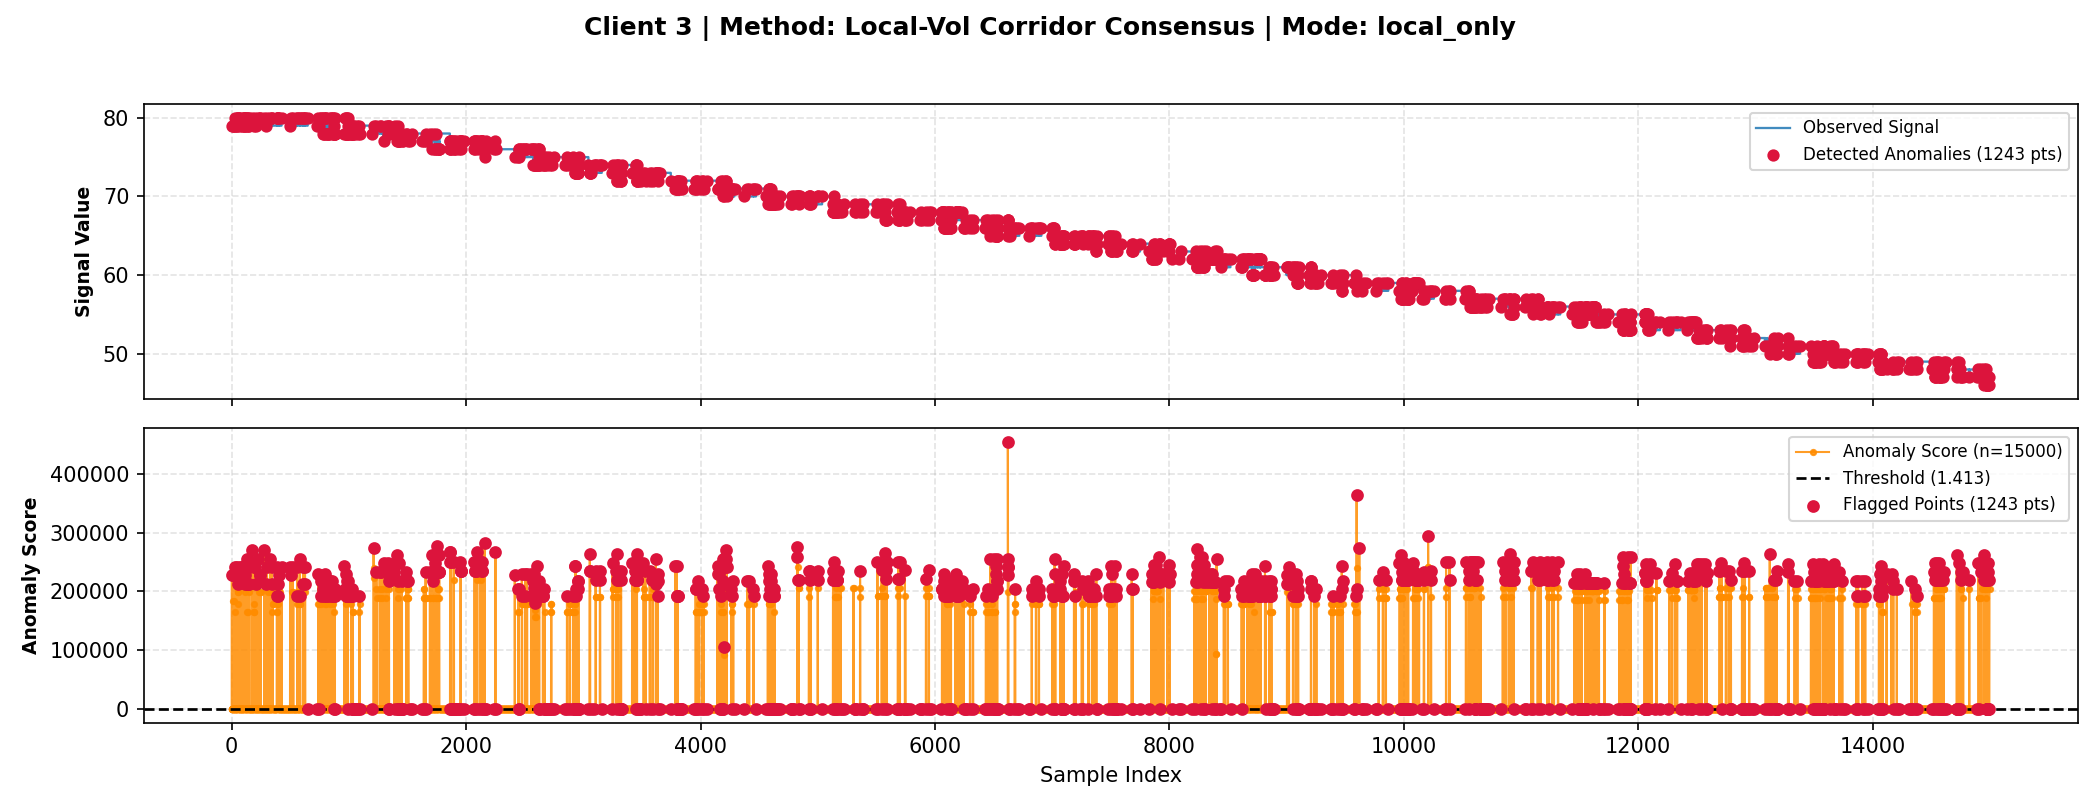 Client 3 | Method: Local-Vol Corridor Consensus | Mode: local_only
80
70
60
50
Signal Value
Observed Signal
Detected Anomalies (1243 pts)
400000
300000
200000
100000
0
Anomaly Score
Anomaly Score (n=15000)
Threshold (1.413)
Flagged Points (1243 pts)
0 2000 4000 6000 8000 10000 12000 14000
Sample Index